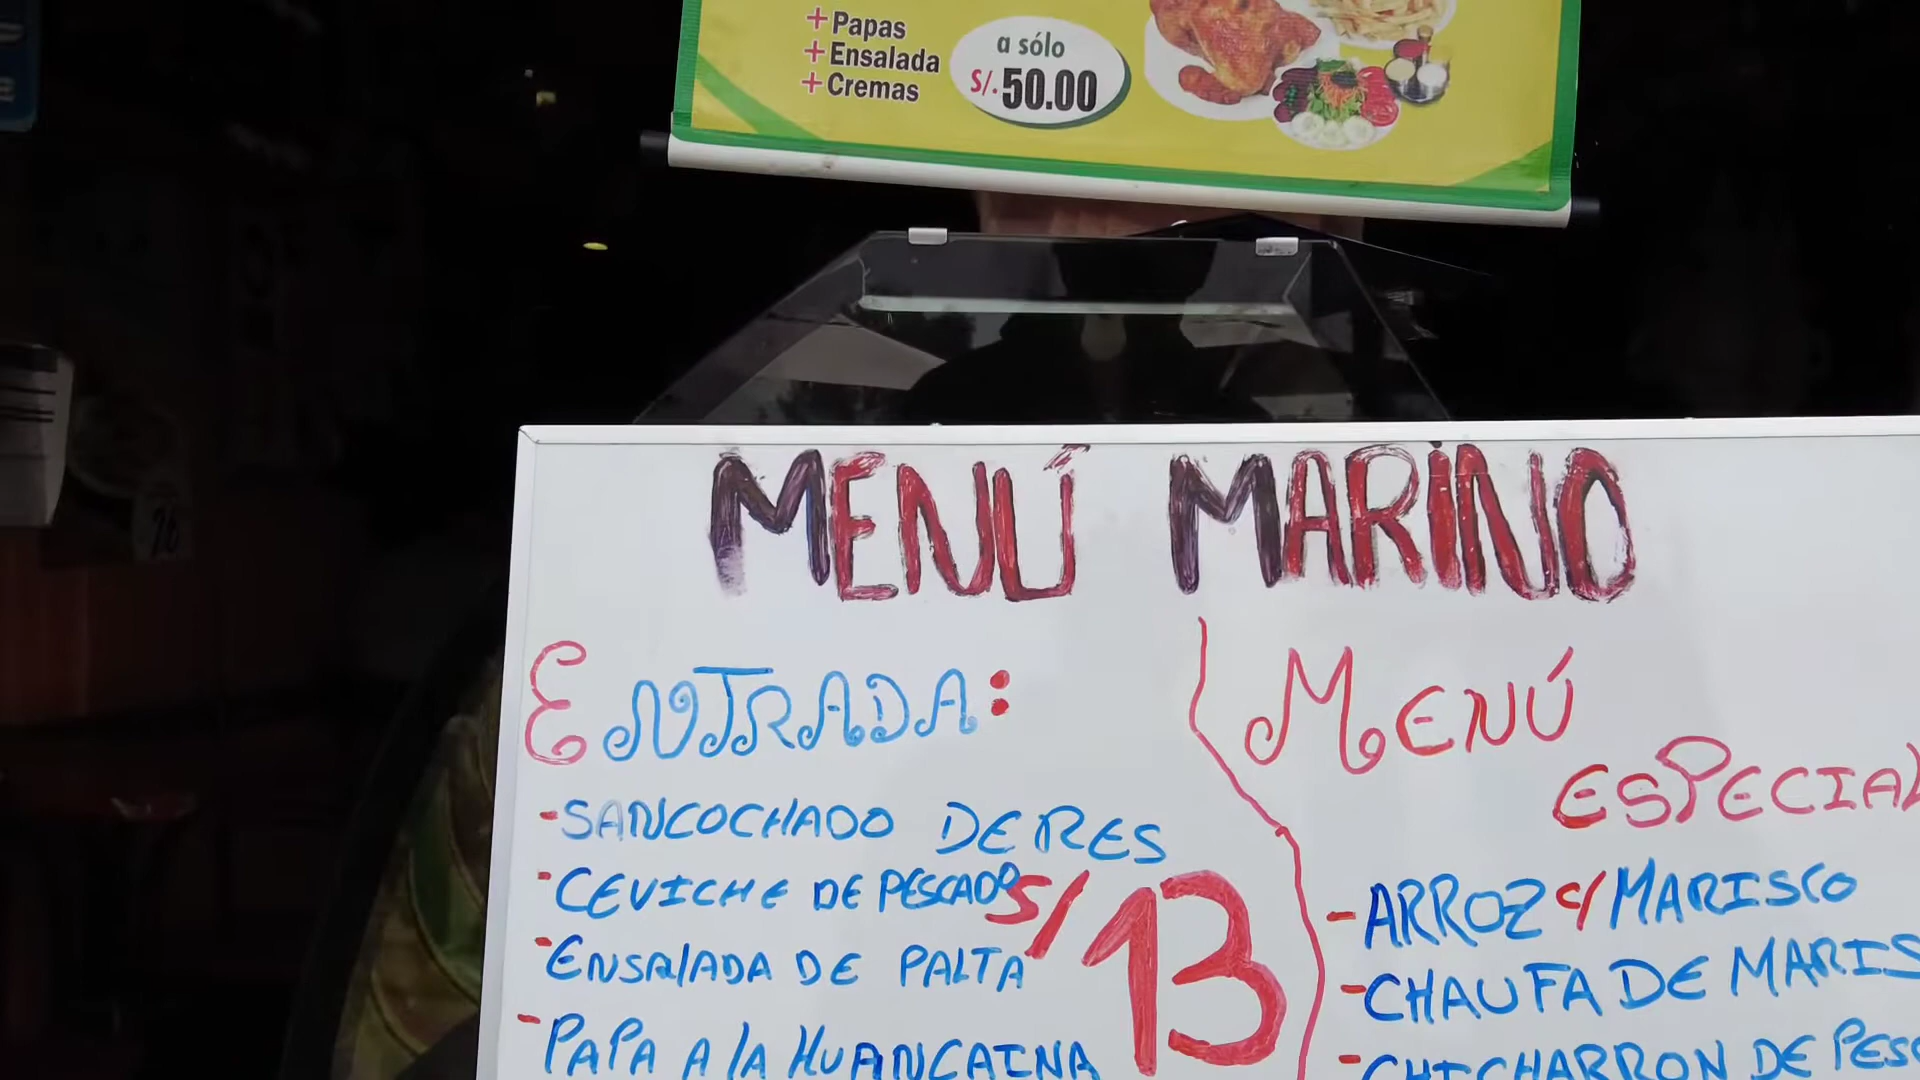 +Papas
+Ensalada
+Cremas
a sólo
S/.50.00
MENÚ MARINO
ENTRADA:
-SANCOCHADO DE RES
-CEVICHE DE PESCADO
-ENSAlADA DE PALTA
-PAPA A lA HUANCAINA
S/13
MENÚ
ESPECIAL
-ARROZ C/MARISCO
-CHAUFA DE MARIS
-CHICHARRON DE PESC